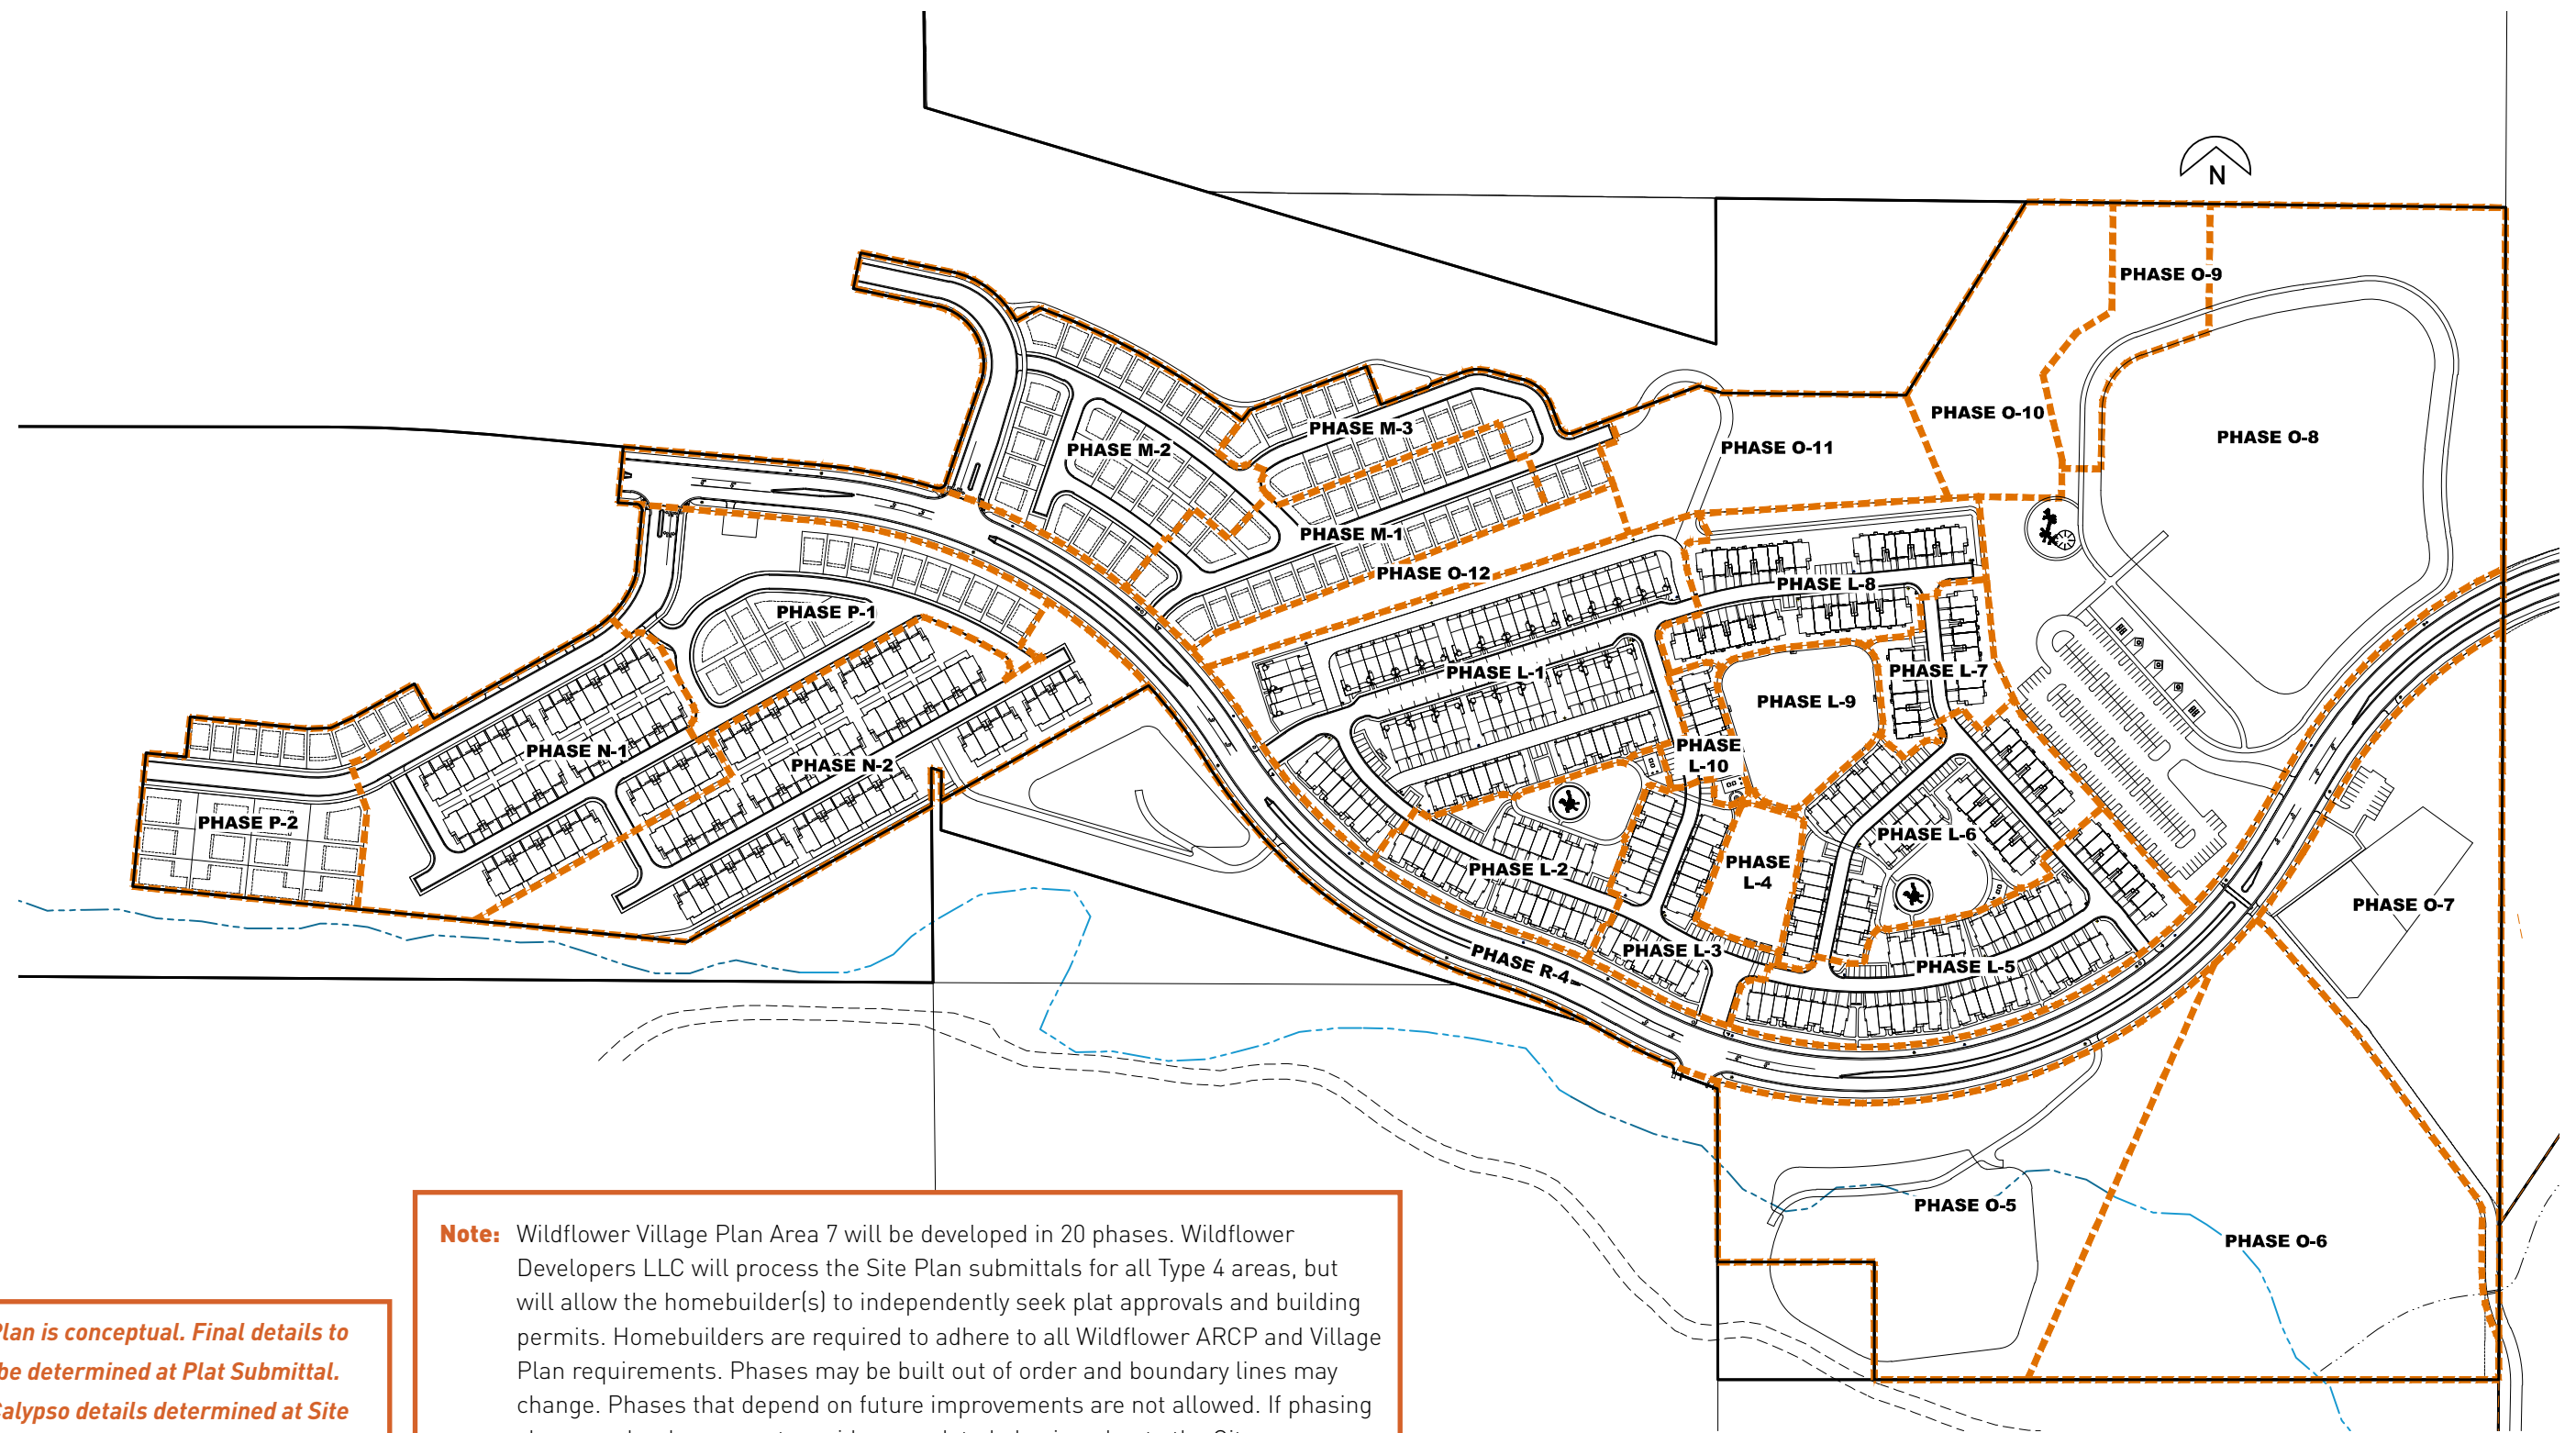 N
PHASE O-9
PHASE O-10
PHASE O-8
PHASE M-3
PHASE M-2
PHASE O-11
PHASE M-1
PHASE O-12
PHASE L-8
PHASE P-1
PHASE L-1
PHASE L-7
PHASE L-9
PHASE N-1
PHASE N-2
PHASE
L-10
PHASE P-2
PHASE L-6
PHASE L-2
PHASE
L-4
PHASE O-7
PHASE L-3
PHASE R-4
PHASE L-5
PHASE O-5
PHASE O-6
Note: Wildflower Village Plan Area 7 will be developed in 20 phases. Wildflower
Developers LLC will process the Site Plan submittals for all Type 4 areas, but
will allow the homebuilder(s) to independently seek plat approvals and building
permits. Homebuilders are required to adhere to all Wildflower ARCP and Village
Plan requirements. Phases may be built out of order and boundary lines may
change. Phases that depend on future improvements are not allowed. If phasing
Plan is conceptual. Final details to
be determined at Plat Submittal.
Calypso details determined at Site